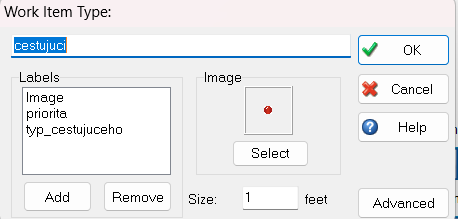 Work Item Type:
cestujuci
OK
Labels
Image
Image
priorita
typ_cestujuceho
Cancel
Help
Select
Add
Remove
Size:
1
feet
Advanced